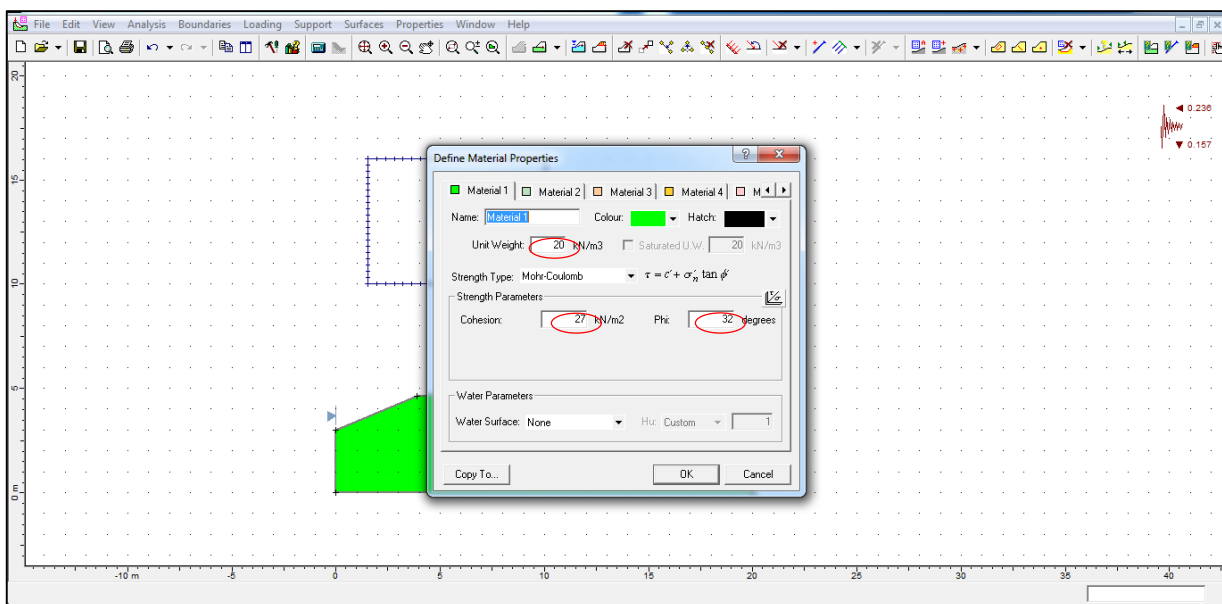 File Edit View Analysis Boundaries Loading Support Surfaces Properties Window Help
20
0.236
0.157
Define Material Properties
Material 1 Material 2 Material 3 Material 4 M
Name: Material 1 Colour: Hatch:
Unit Weight: 20 kN/m3 Saturated U.W. 20 kN/m3
Strength Type: Mohr-Coulomb τ = c′ + σ′n tan ϕ′
Strength Parameters
τ/σ
Cohesion: 27 kN/m2 Phi: 32 degrees
Water Parameters
Water Surface: None Hu: Custom 1
Copy To... OK Cancel
15
10
5
0 m
-10 m -5 0 5 10 15 20 25 30 35 40